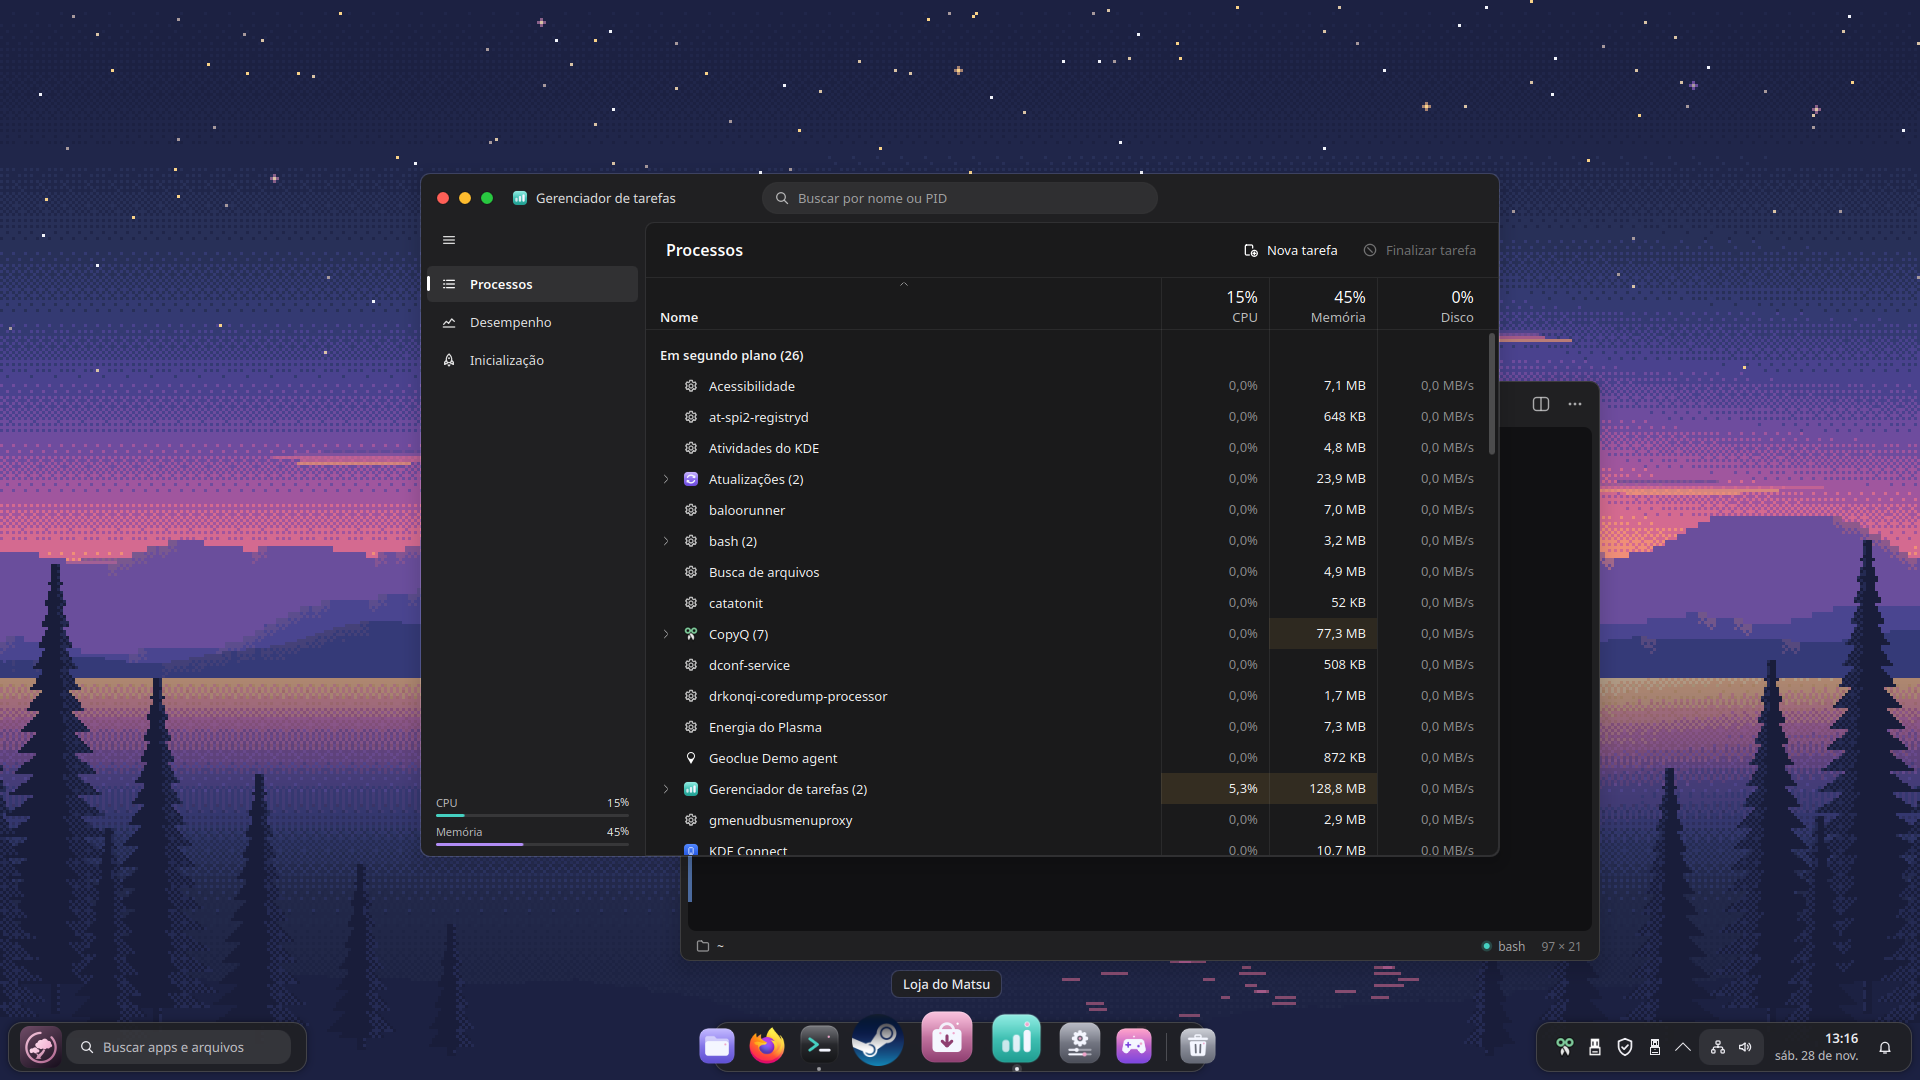 Gerenciador de tarefas
Buscar por nome ou PID
Processos
Desempenho
Inicialização
CPU 15%
Memória 45%
Processos
Nova tarefa
Finalizar tarefa
15% 45% 0%
Nome CPU Memória Disco
Em segundo plano (26)
Acessibilidade 0,0% 7,1 MB 0,0 MB/s
at-spi2-registryd 0,0% 648 KB 0,0 MB/s
Atividades do KDE 0,0% 4,8 MB 0,0 MB/s
Atualizações (2) 0,0% 23,9 MB 0,0 MB/s
baloorunner 0,0% 7,0 MB 0,0 MB/s
bash (2) 0,0% 3,2 MB 0,0 MB/s
Busca de arquivos 0,0% 4,9 MB 0,0 MB/s
catatonit 0,0% 52 KB 0,0 MB/s
CopyQ (7) 0,0% 77,3 MB 0,0 MB/s
dconf-service 0,0% 508 KB 0,0 MB/s
drkonqi-coredump-processor 0,0% 1,7 MB 0,0 MB/s
Energia do Plasma 0,0% 7,3 MB 0,0 MB/s
Geoclue Demo agent 0,0% 872 KB 0,0 MB/s
Gerenciador de tarefas (2) 5,3% 128,8 MB 0,0 MB/s
gmenudbusmenuproxy 0,0% 2,9 MB 0,0 MB/s
KDE Connect 0,0% 10,7 MB 0,0 MB/s
~
bash 97 × 21
Loja do Matsu
Buscar apps e arquivos
13:16
sáb. 28 de nov.